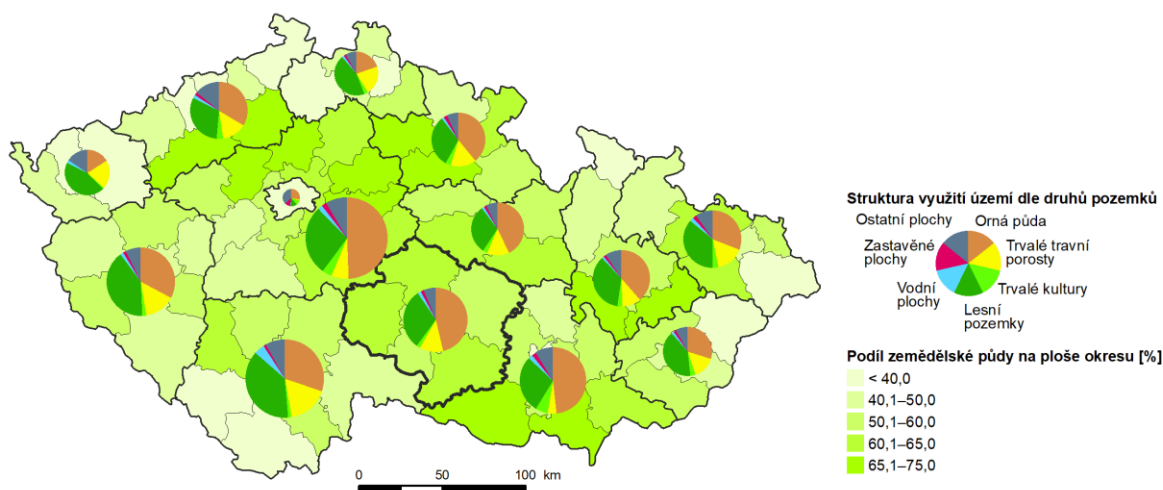 Struktura využití území dle druhů pozemků
Ostatní plochy
Orná půda
Zastavěné
plochy
Trvalé travní
porosty
Vodní
plochy
Trvalé kultury
Lesní
pozemky
Podíl zemědělské půdy na ploše okresu [%]
< 40,0
40,1–50,0
50,1–60,0
60,1–65,0
65,1–75,0
0 50 100 km